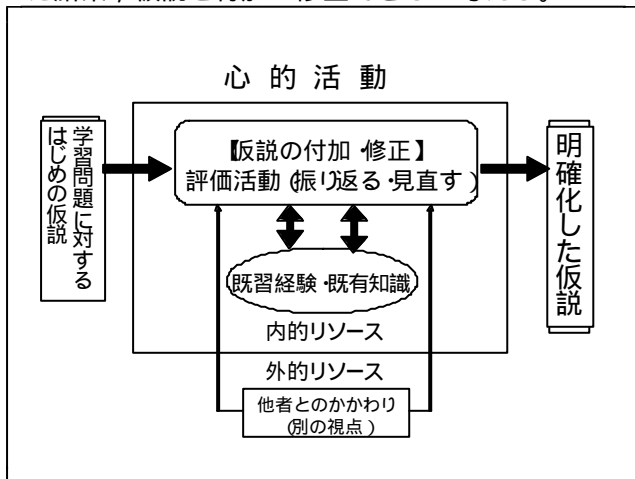 心的活動
学習問題に対する
はじめの仮説
【仮説の付加・修正】
評価活動(振り返る・見直す)
既習経験・既有知識
内的リソース
明確化した仮説
外的リソース
他者とのかかわり
(別の視点)